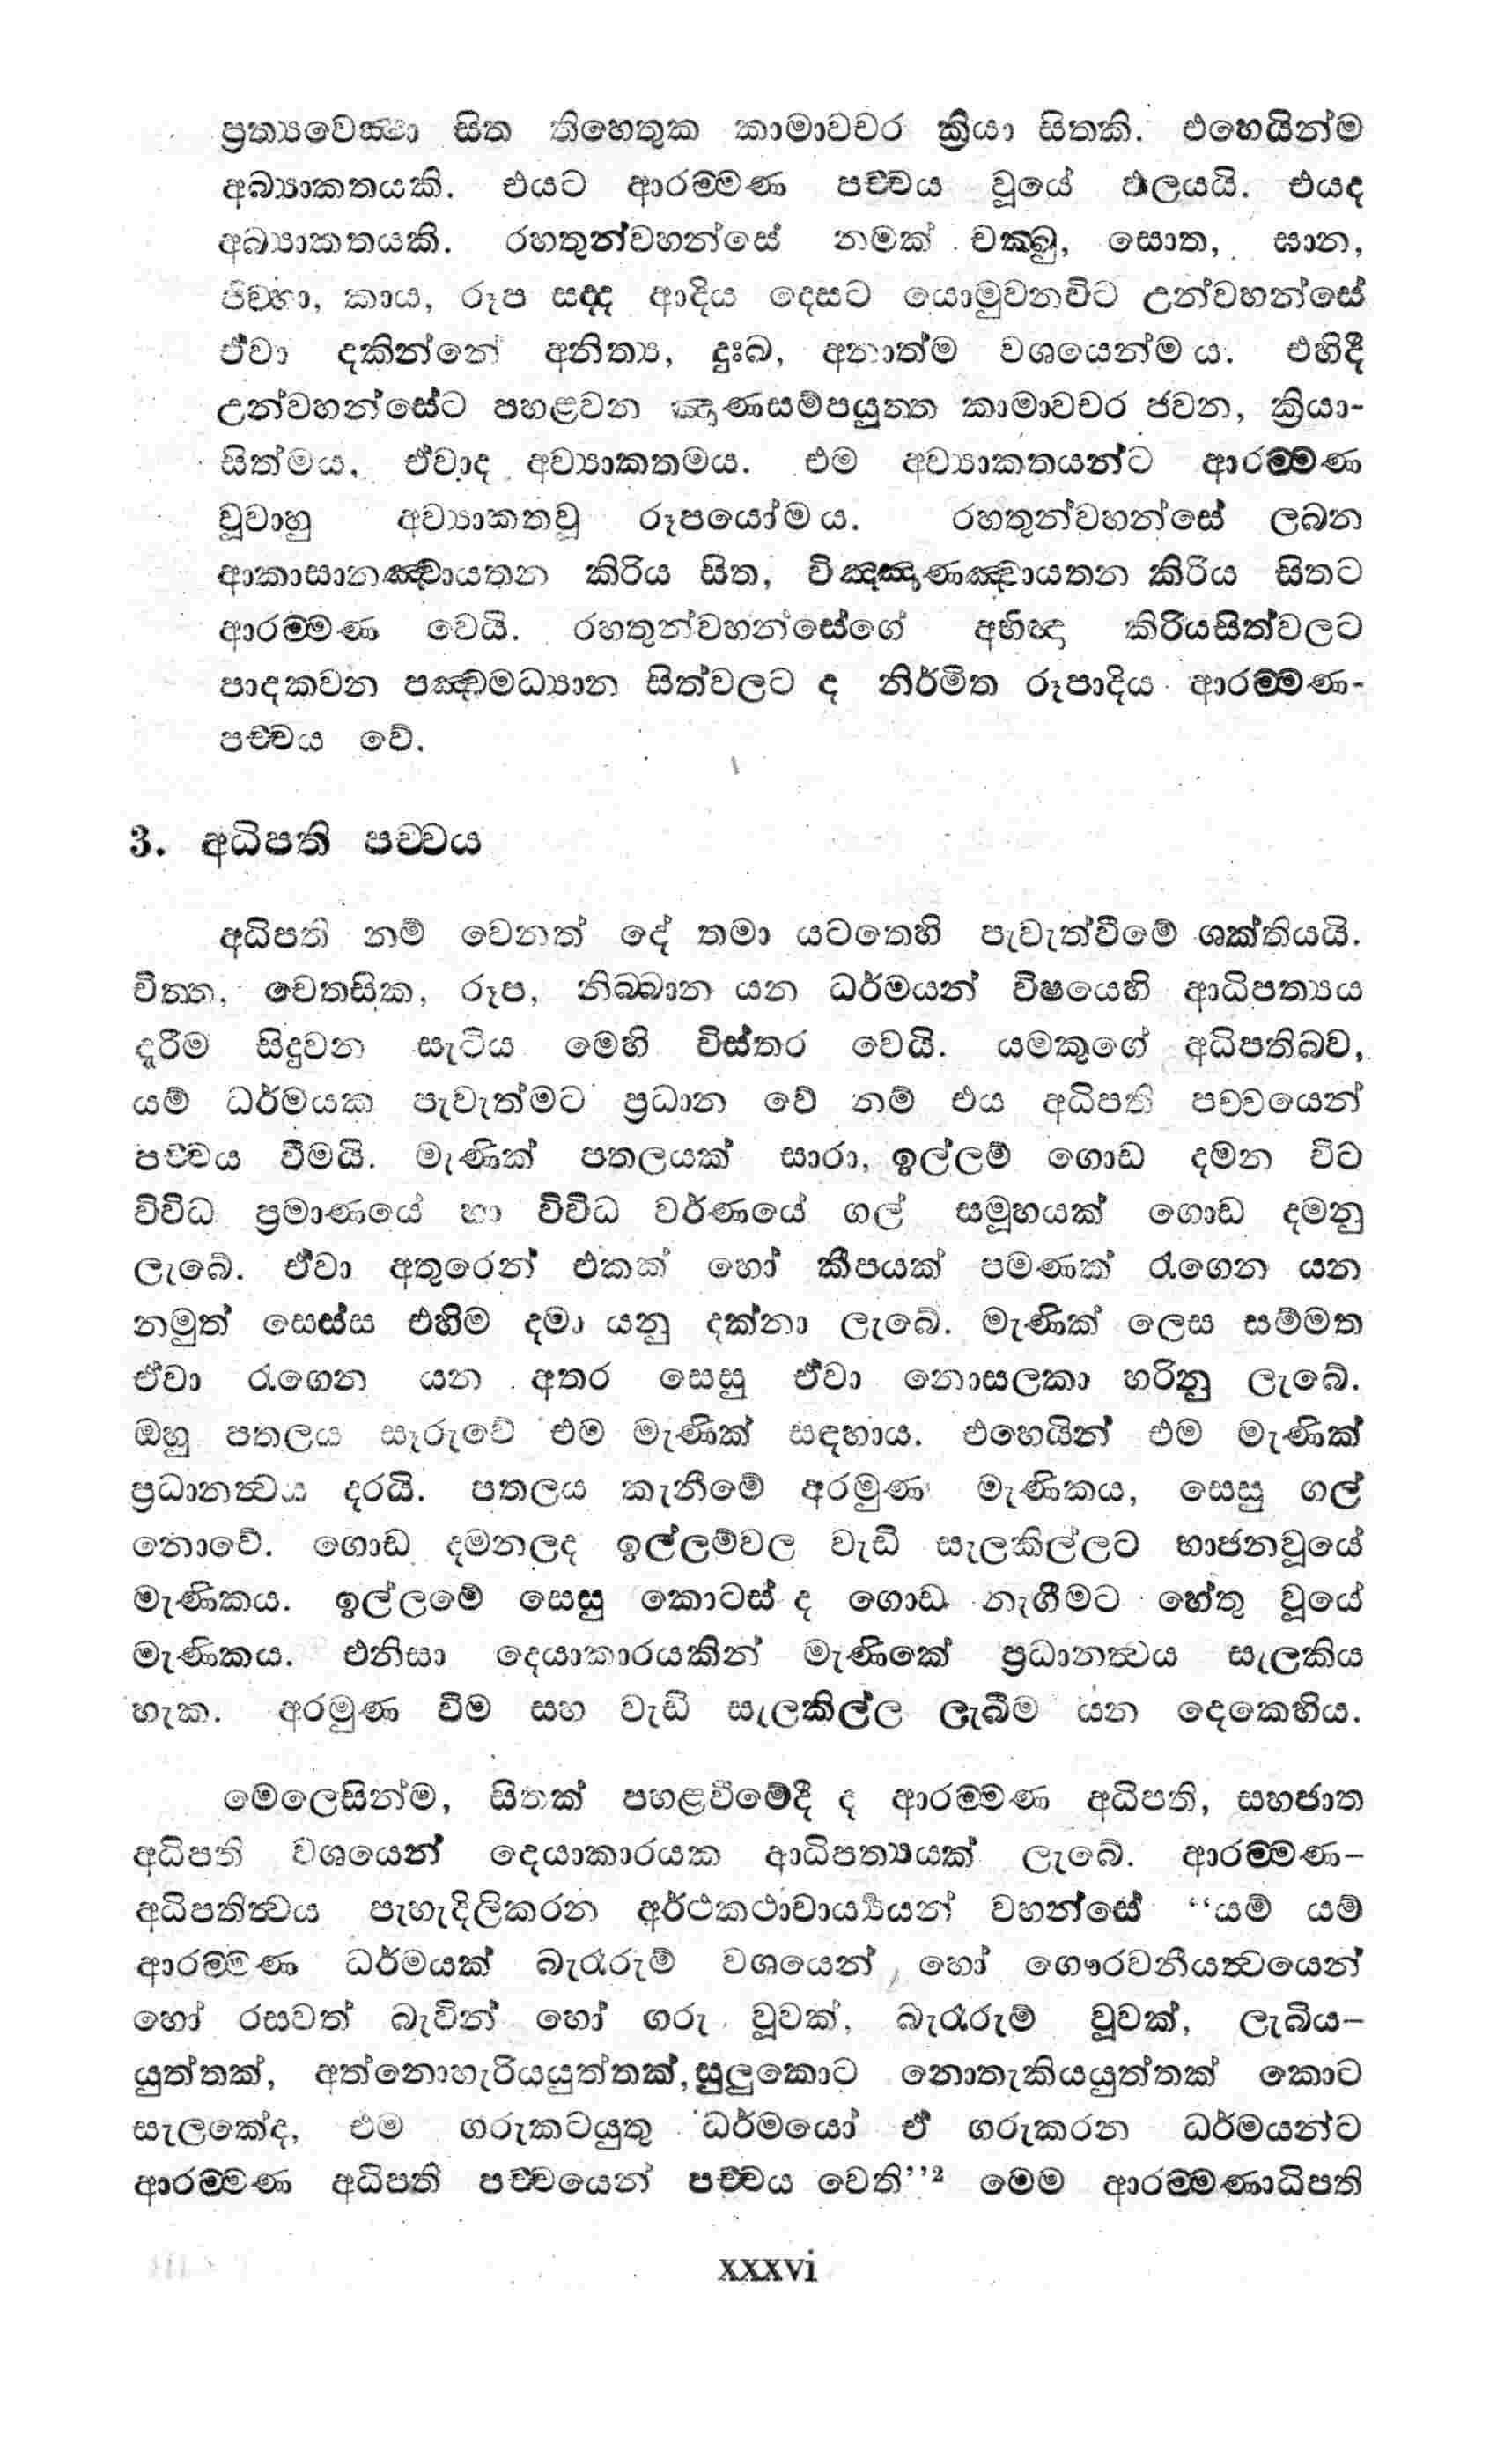 ප්‍රත්‍යවෙක්‍ෂා සිත තිහෙතුක කාමාවචර ක්‍රියා සිතකි. එහෙයින්ම
අබ්‍යාකතයකි. එයට ආරම්මණ පච්චය වූයේ ඵලයයි. එයද
අබ්‍යාකතයකි. රහතුන්වහන්සේ නමක් චක්ඛු, සොත, ඝාන,
ජිව්හා, කාය, රූප සද්ද ආදිය දෙසට යොමුවනවිට උන්වහන්සේ
ඒවා දකින්නේ අනිත්‍ය, දුඃඛ, අනාත්ම වශයෙන්ම ය. එහිදී
උන්වහන්සේට පහළවන ඤාණසම්පයුත්ත කාමාවචර ජවන, ක්‍රියා-
සිත්මය, ඒවාද අව්‍යාකතමය. එම අව්‍යාකතයන්ට ආරම්මණ
වූවාහු අව්‍යාකතවූ රූපයෝම ය. රහතුන්වහන්සේ ලබන
ආකාසානඤ්චායතන කිරිය සිත, විඤ්ඤාණඤ්චායතන කිරිය සිතට
ආරම්මණ වෙයි. රහතුන්වහන්සේගේ අභිඥා කිරියසිත්වලට
පාදකවන පඤ්චමධ්‍යාන සිත්වලට ද නිර්මිත රූපාදිය ආරම්මණ-
පච්චය වේ.
3. අධිපති පච්චය
අධිපති නම් වෙනත් දේ තමා යටතෙහි පැවැත්වීමේ ශක්තියයි.
චිත්ත, චෙතසික, රූප, නිබ්බාන යන ධර්මයන් විෂයෙහි ආධිපත්‍යය
දැරීම සිදුවන සැටිය මෙහි විස්තර වෙයි. යමකුගේ අධිපතිබව,
යම් ධර්මයක පැවැත්මට ප්‍රධාන වේ නම් එය අධිපති පච්චයෙන්
පච්චය වීමයි. මැණික් පතලයක් සාරා, ඉල්ලම් ගොඩ දමන විට
විවිධ ප්‍රමාණයේ හා විවිධ වර්ණයේ ගල් සමූහයක් ගොඩ දමනු
ලැබේ. ඒවා අතුරෙන් එකක් හෝ කීපයක් පමණක් රැගෙන යන
නමුත් සෙස්ස එහිම දමා යනු දක්නා ලැබේ. මැණික් ලෙස සම්මත
ඒවා රැගෙන යන අතර සෙසු ඒවා නොසලකා හරිනු ලැබේ.
ඔහු පතලය සෑරුවේ එම මැණික් සඳහාය. එහෙයින් එම මැණික්
ප්‍රධානත්‍වය දරයි. පතලය කැනීමේ අරමුණ මැණිකය, සෙසු ගල්
නොවේ. ගොඩ දමනලද ඉල්ලම්වල වැඩි සැලකිල්ලට භාජනවූයේ
මැණිකය. ඉල්ලමේ සෙසු කොටස් ද ගොඩ නැගීමට හේතු වූයේ
මැණිකය. එනිසා දෙයාකාරයකින් මැණිකේ ප්‍රධානත්‍වය සැලකිය
හැක. අරමුණ වීම සහ වැඩි සැලකිල්ල ලැබීම යන දෙකෙහිය.
මෙලෙසින්ම, සිතක් පහළවීමේදී ද ආරම්මණ අධිපති, සහජාත
අධිපති වශයෙන් දෙයාකාරයක ආධිපත්‍යයක් ලැබේ. ආරම්මණ-
අධිපතිත්‍වය පැහැදිලිකරන අර්ථකථාචාර්‍ය්‍යයන් වහන්සේ ‘‘යම් යම්
ආරම්මණ ධර්මයක් බැරෑරුම් වශයෙන් හෝ ගෞරවනීයත්‍වයෙන්
හෝ රසවත් බැවින් හෝ ගරු වූවක්, බැරෑරුම් වූවක්, ලැබිය-
යුත්තක්, අත්නොහැරියයුත්තක්, සුලුකොට නොතැකියයුත්තක් කොට
සැලකේද, එම ගරුකටයුතු ධර්මයෝ ඒ ගරුකරන ධර්මයන්ට
ආරම්මණ අධිපති පච්චයෙන් පච්චය වෙති’’² මෙම ආරම්මණාධිපති
xxxvi